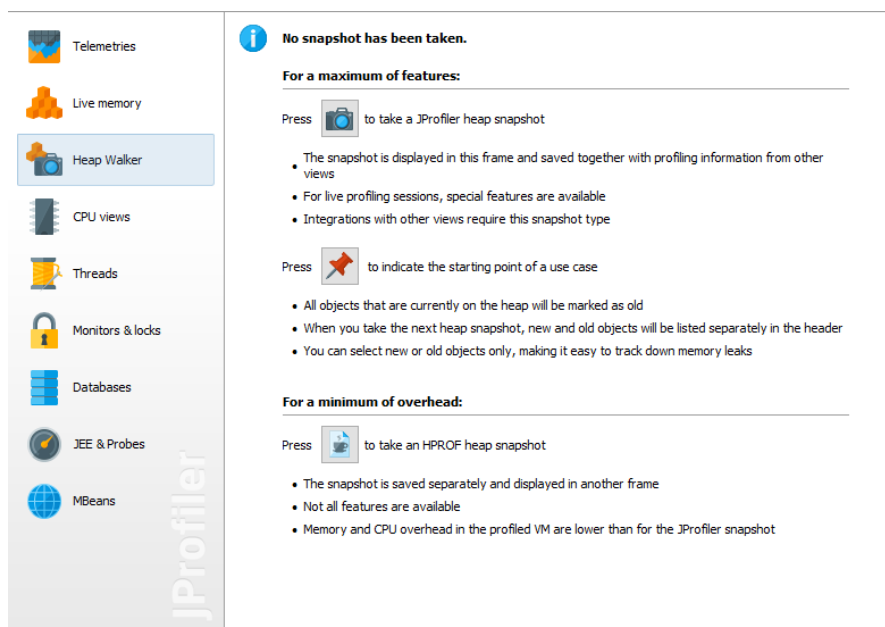 Telemetries
Live memory
Heap Walker
CPU views
Threads
Monitors & locks
Databases
JEE & Probes
MBeans
JProfiler
No snapshot has been taken.
For a maximum of features:
Press to take a JProfiler heap snapshot
• The snapshot is displayed in this frame and saved together with profiling information from other
views
• For live profiling sessions, special features are available
• Integrations with other views require this snapshot type
Press to indicate the starting point of a use case
• All objects that are currently on the heap will be marked as old
• When you take the next heap snapshot, new and old objects will be listed separately in the header
• You can select new or old objects only, making it easy to track down memory leaks
For a minimum of overhead:
Press to take an HPROF heap snapshot
• The snapshot is saved separately and displayed in another frame
• Not all features are available
• Memory and CPU overhead in the profiled VM are lower than for the JProfiler snapshot